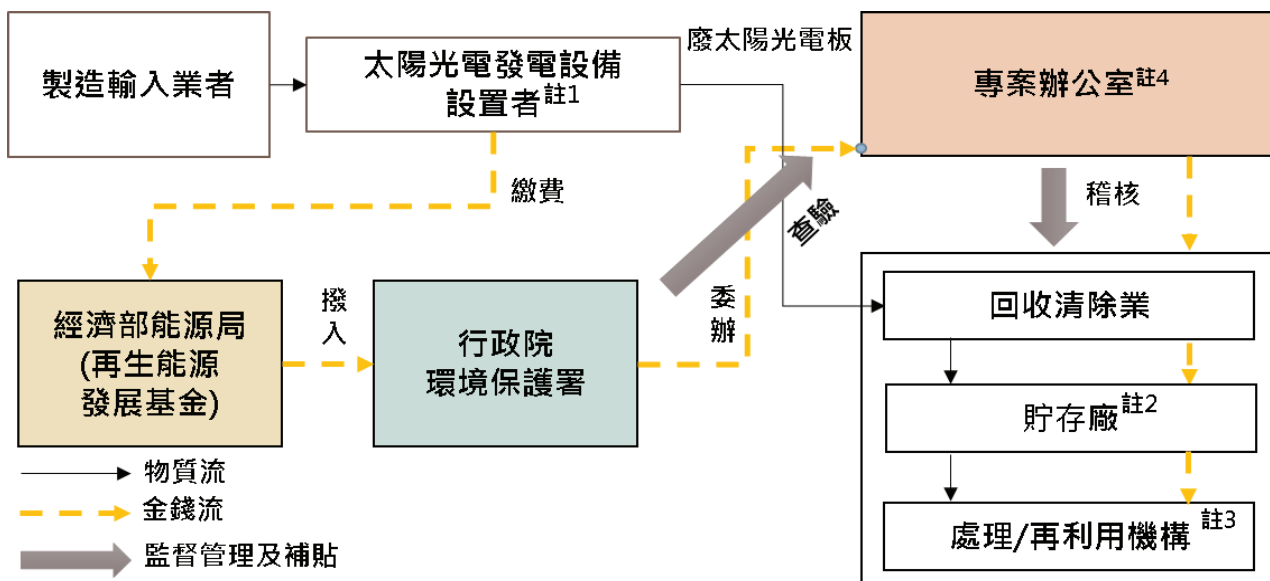 製造輸入業者
太陽光電發電設備
設置者註1
廢太陽光電板
專案辦公室註4
繳費
查驗
稽核
經濟部能源局
(再生能源
發展基金)
撥
入
行政院
環境保護署
委
辦
回收清除業
貯存廠註2
處理/再利用機構註3
物質流
金錢流
監督管理及補貼